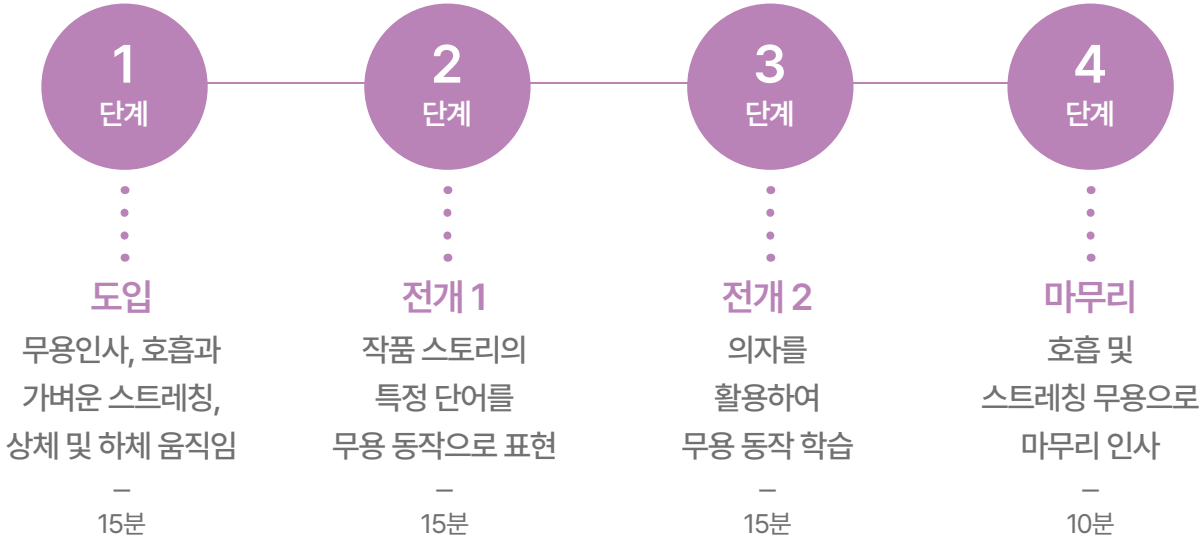 1
단계
2
단계
3
단계
4
단계
도입
무용인사, 호흡과
가벼운 스트레칭,
상체 및 하체 움직임
–
15분
전개 1
작품 스토리의
특정 단어를
무용 동작으로 표현
–
15분
전개 2
의자를
활용하여
무용 동작 학습
–
15분
마무리
호흡 및
스트레칭 무용으로
마무리 인사
–
10분